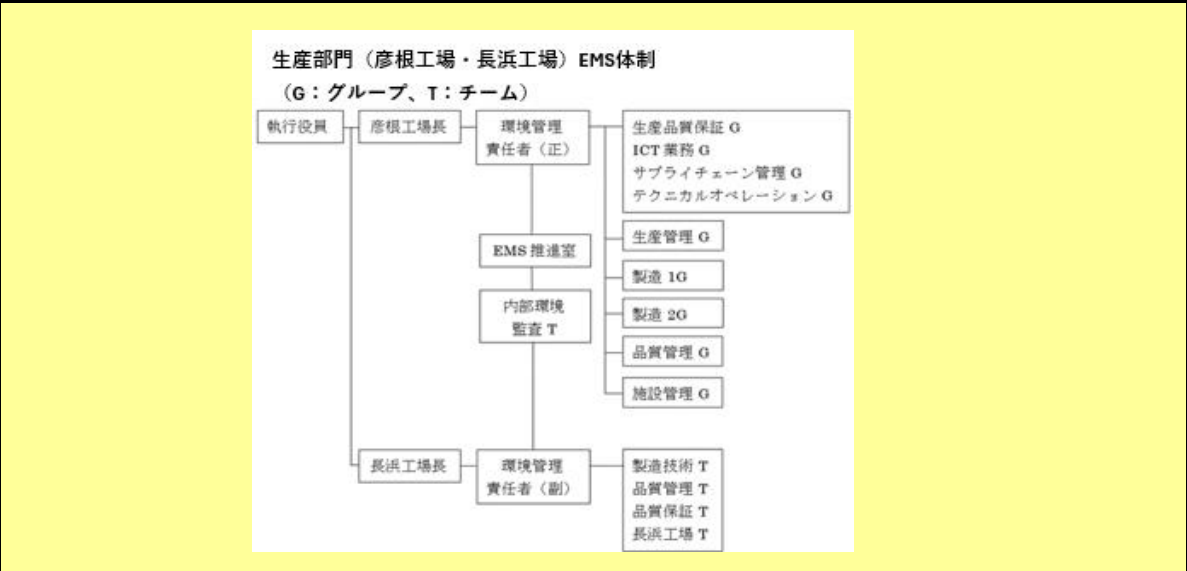 生産部門（彦根工場・長浜工場）EMS体制
（G：グループ、T：チーム）
執行役員
彦根工場長
環境管理
責任者（正）
生産品質保証 G
ICT 業務 G
サプライチェーン管理 G
テクニカルオペレーション G
生産管理 G
EMS 推進室
製造 1G
内部環境
監査 T
製造 2G
品質管理 G
施設管理 G
長浜工場長
環境管理
責任者（副）
製造技術 T
品質管理 T
品質保証 T
長浜工場 T